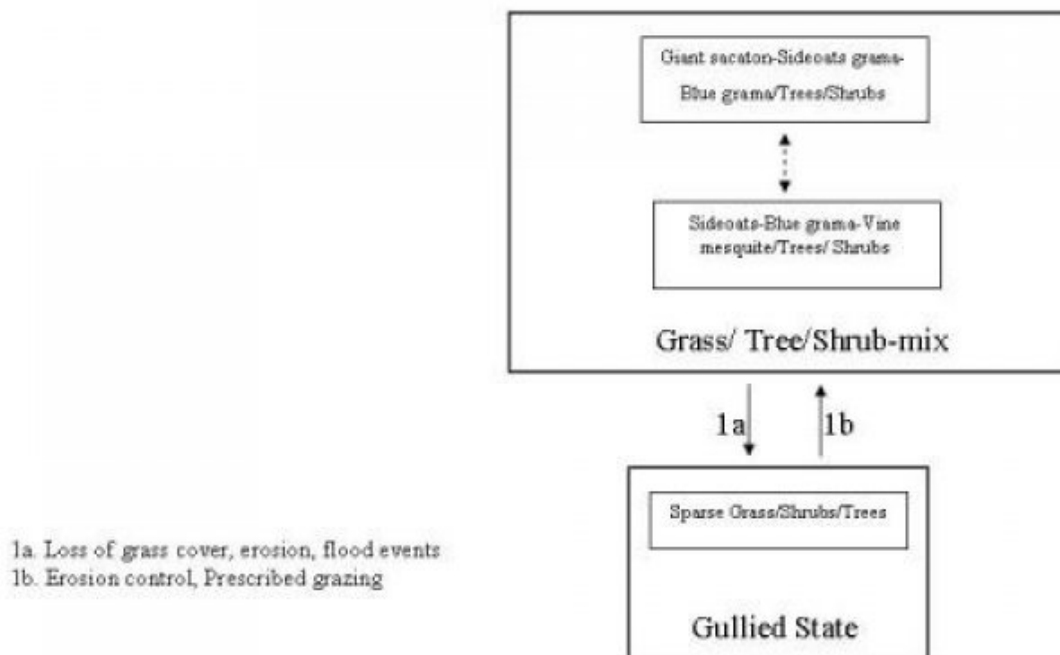 Giant sacaton-Sideoats grama-
Blue grama/Trees/Shrubs
Sideoats-Blue grama-Vine
mesquite/Trees/ Shrubs
Grass/ Tree/Shrub-mix
1a
1b
Sparse Grass/Shrubs/Trees
1a. Loss of grass cover, erosion, flood events
1b. Erosion control, Prescribed grazing
Gullied State